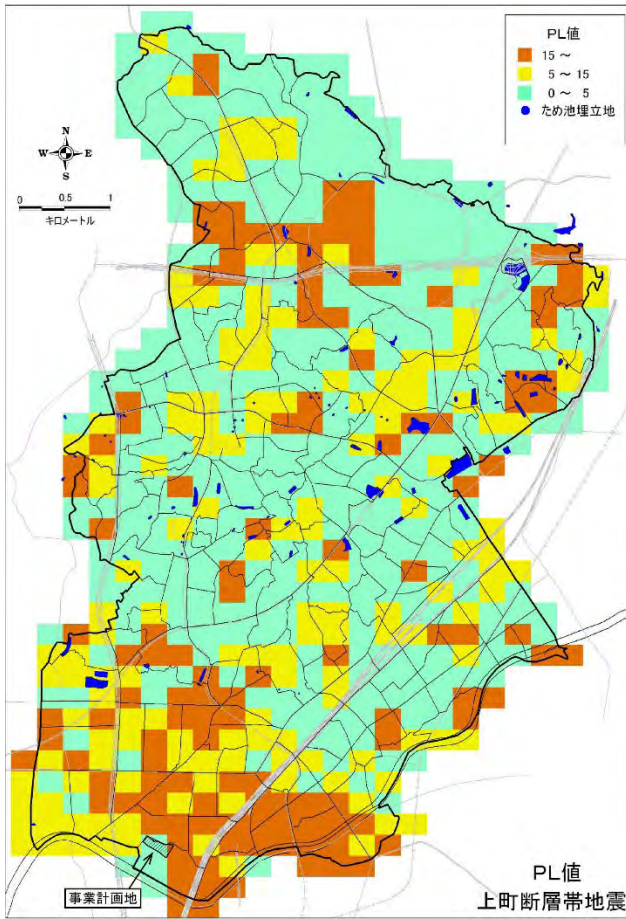 PL値
15 ～
5 ～ 15
0 ～ 5
ため池埋立地
N
W E
S
0 0.5 1
キロメートル
事業計画地
PL値
上町断層帯地震